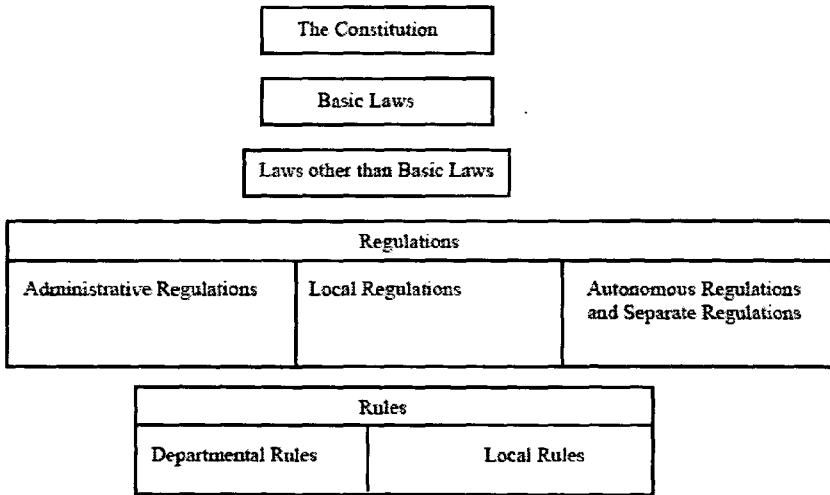 The Constitution
Basic Laws
Laws other than Basic Laws
Regulations
Administrative Regulations
Local Regulations
Autonomous Regulations
and Separate Regulations
Rules
Departmental Rules
Local Rules